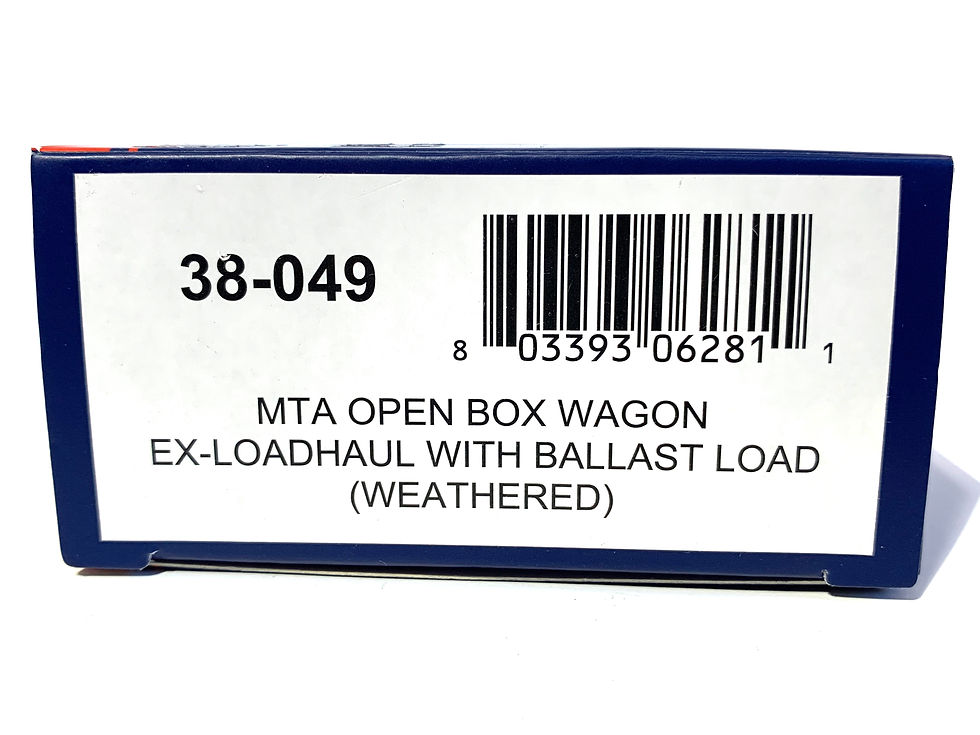 38-049
8 03393 06281 1
MTA OPEN BOX WAGON
EX-LOADHAUL WITH BALLAST LOAD
(WEATHERED)